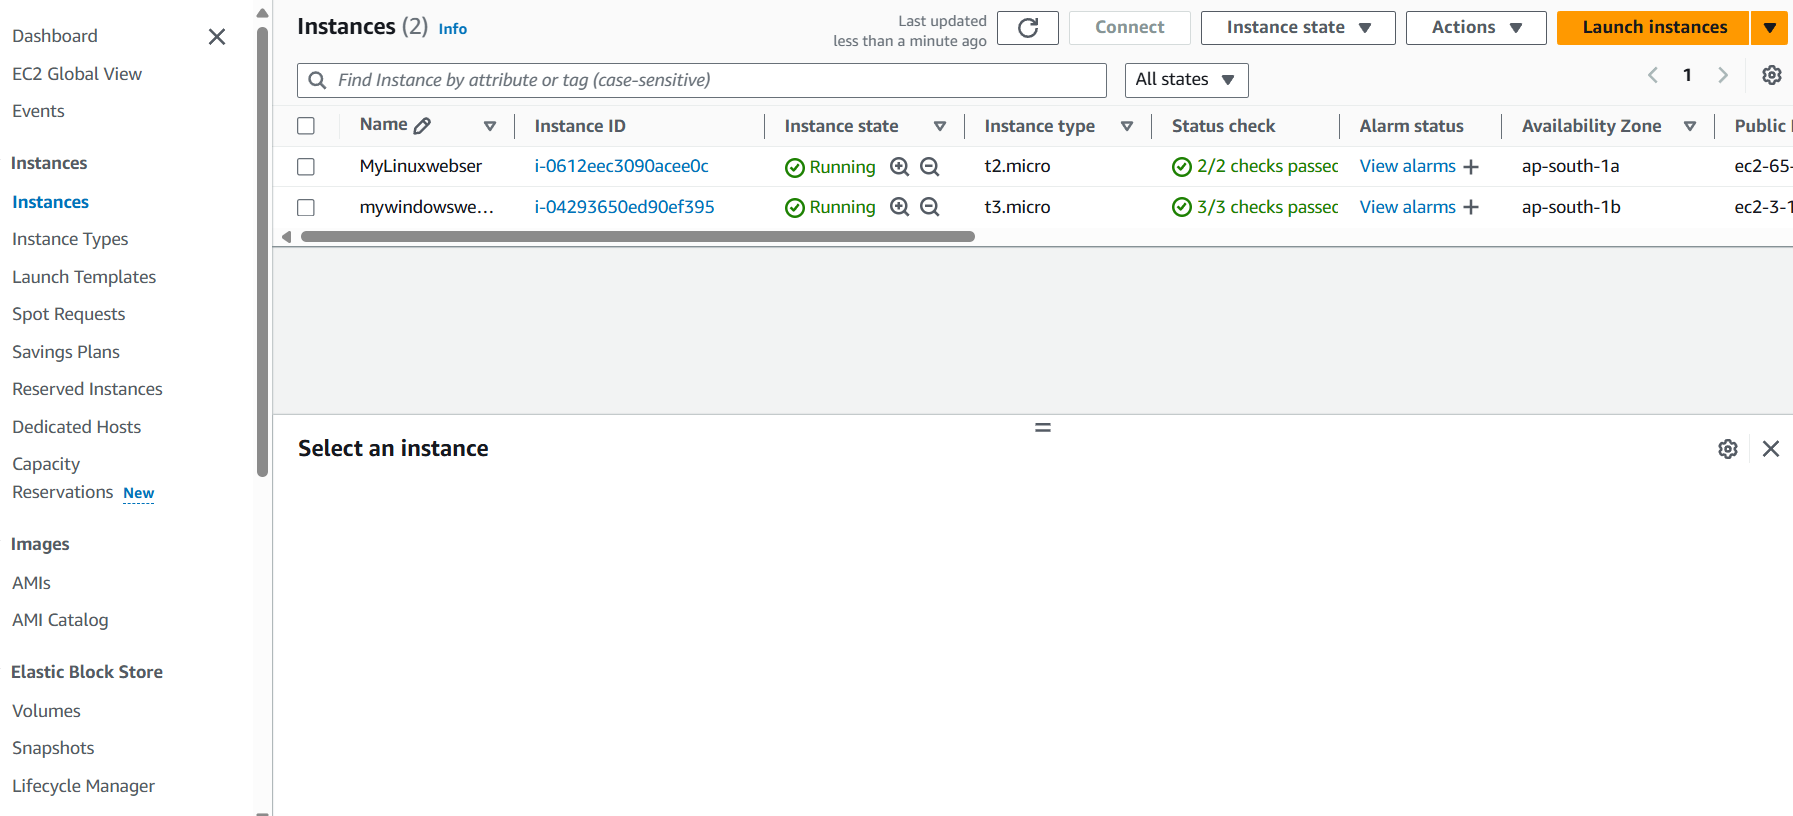 Dashboard
EC2 Global View
Events
Instances
Instances
Instance Types
Launch Templates
Spot Requests
Savings Plans
Reserved Instances
Dedicated Hosts
Capacity
Reservations New
Images
AMIs
AMI Catalog
Elastic Block Store
Volumes
Snapshots
Lifecycle Manager
Instances (2) Info
Last updated
less than a minute ago
Connect
Instance state
Actions
Launch instances
Find Instance by attribute or tag (case-sensitive)
All states
1
Name Instance ID Instance state Instance type Status check Alarm status Availability Zone Public
MyLinuxwebser i-0612eec3090acee0c Running t2.micro 2/2 checks passed View alarms + ap-south-1a ec2-65-
mywindowswe... i-04293650ed90ef395 Running t3.micro 3/3 checks passed View alarms + ap-south-1b ec2-3-1
Select an instance